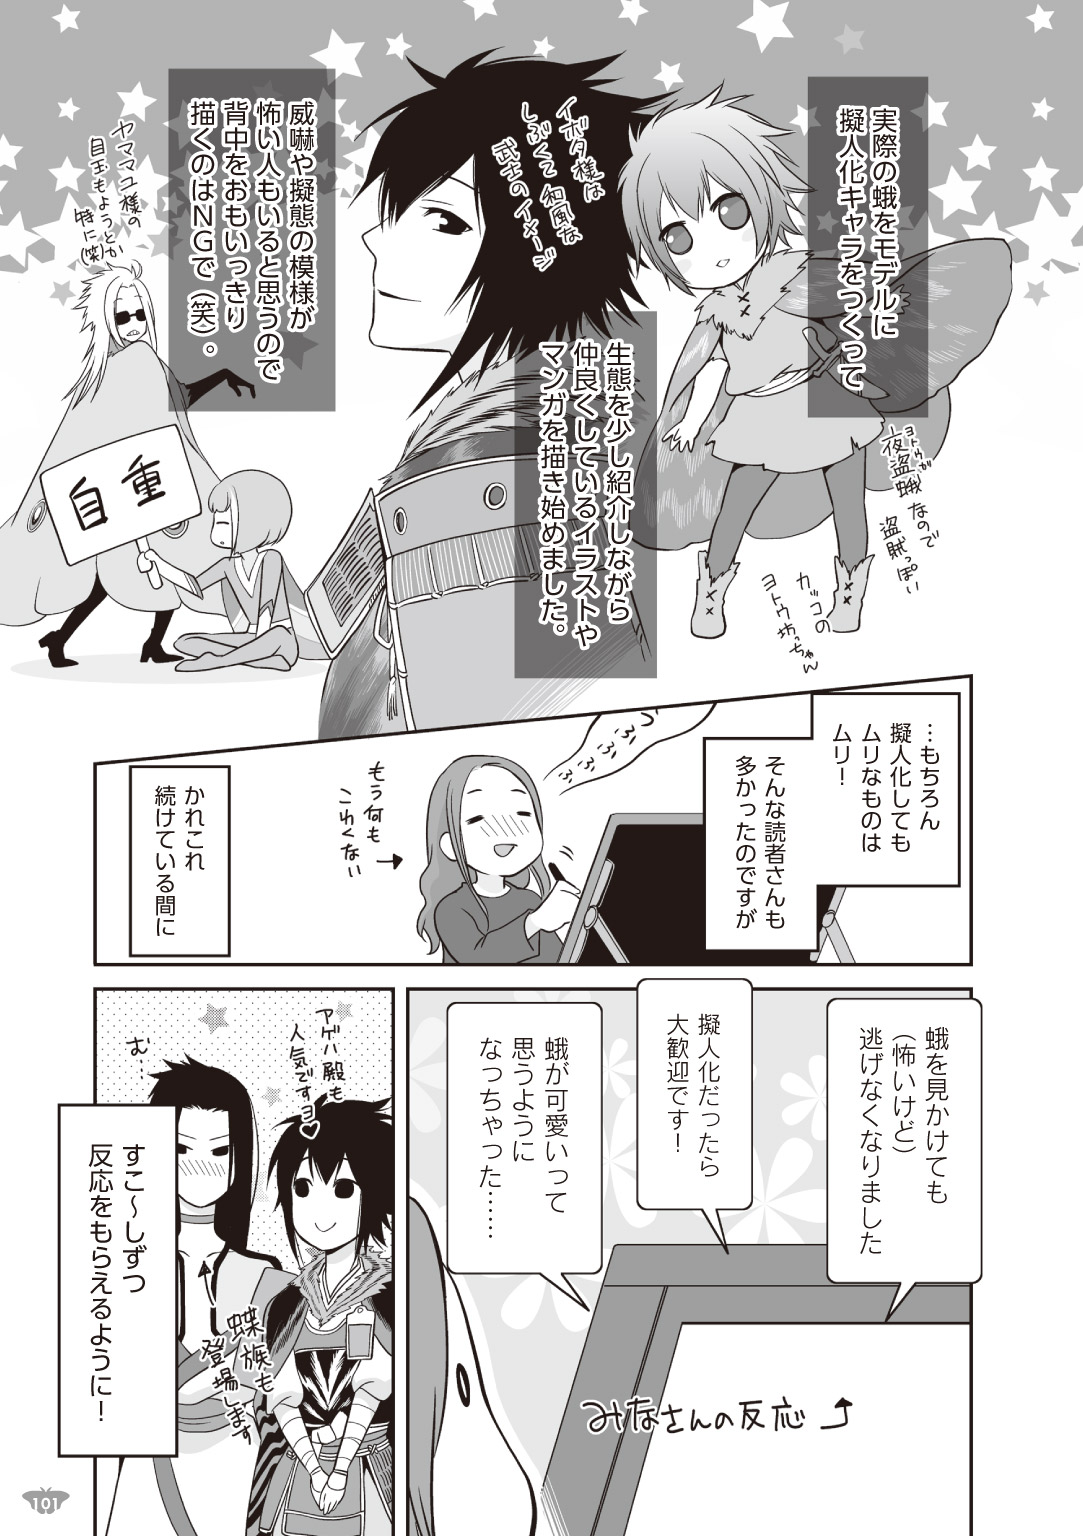 実際の蛾をモデルに
擬人化キャラをつくって
ヨトウガ
夜盗蛾なので
盗賊っぽい
カッコの
ヨトウ坊っちゃん
生態を少し紹介しながら
仲良くしているイラストや
マンガを描き始めました。
イボタ様は
しぶくて和風な
武士のイメージ
威嚇や擬態の模様が
怖い人もいると思うので
背中をおもいっきり
描くのはNGで（笑）。
ヤママユ様の
目玉もようとか
特に(笑)
自重
…もちろん
擬人化しても
ムリなものは
ムリ！
そんな読者さんも
多かったのですが
ふふふふっ
もう何も
こわくない
かれこれ
続けている間に
蛾を見かけても
（怖いけど）
逃げなくなりました
擬人化だったら
大歓迎です！
蛾が可愛いって
思うように
なっちゃった……
みなさんの反応
アゲハ殿も
人気ですヨ♥
む…
蝶族も
登場します
すこ〜しずつ
反応をもらえるように！
101